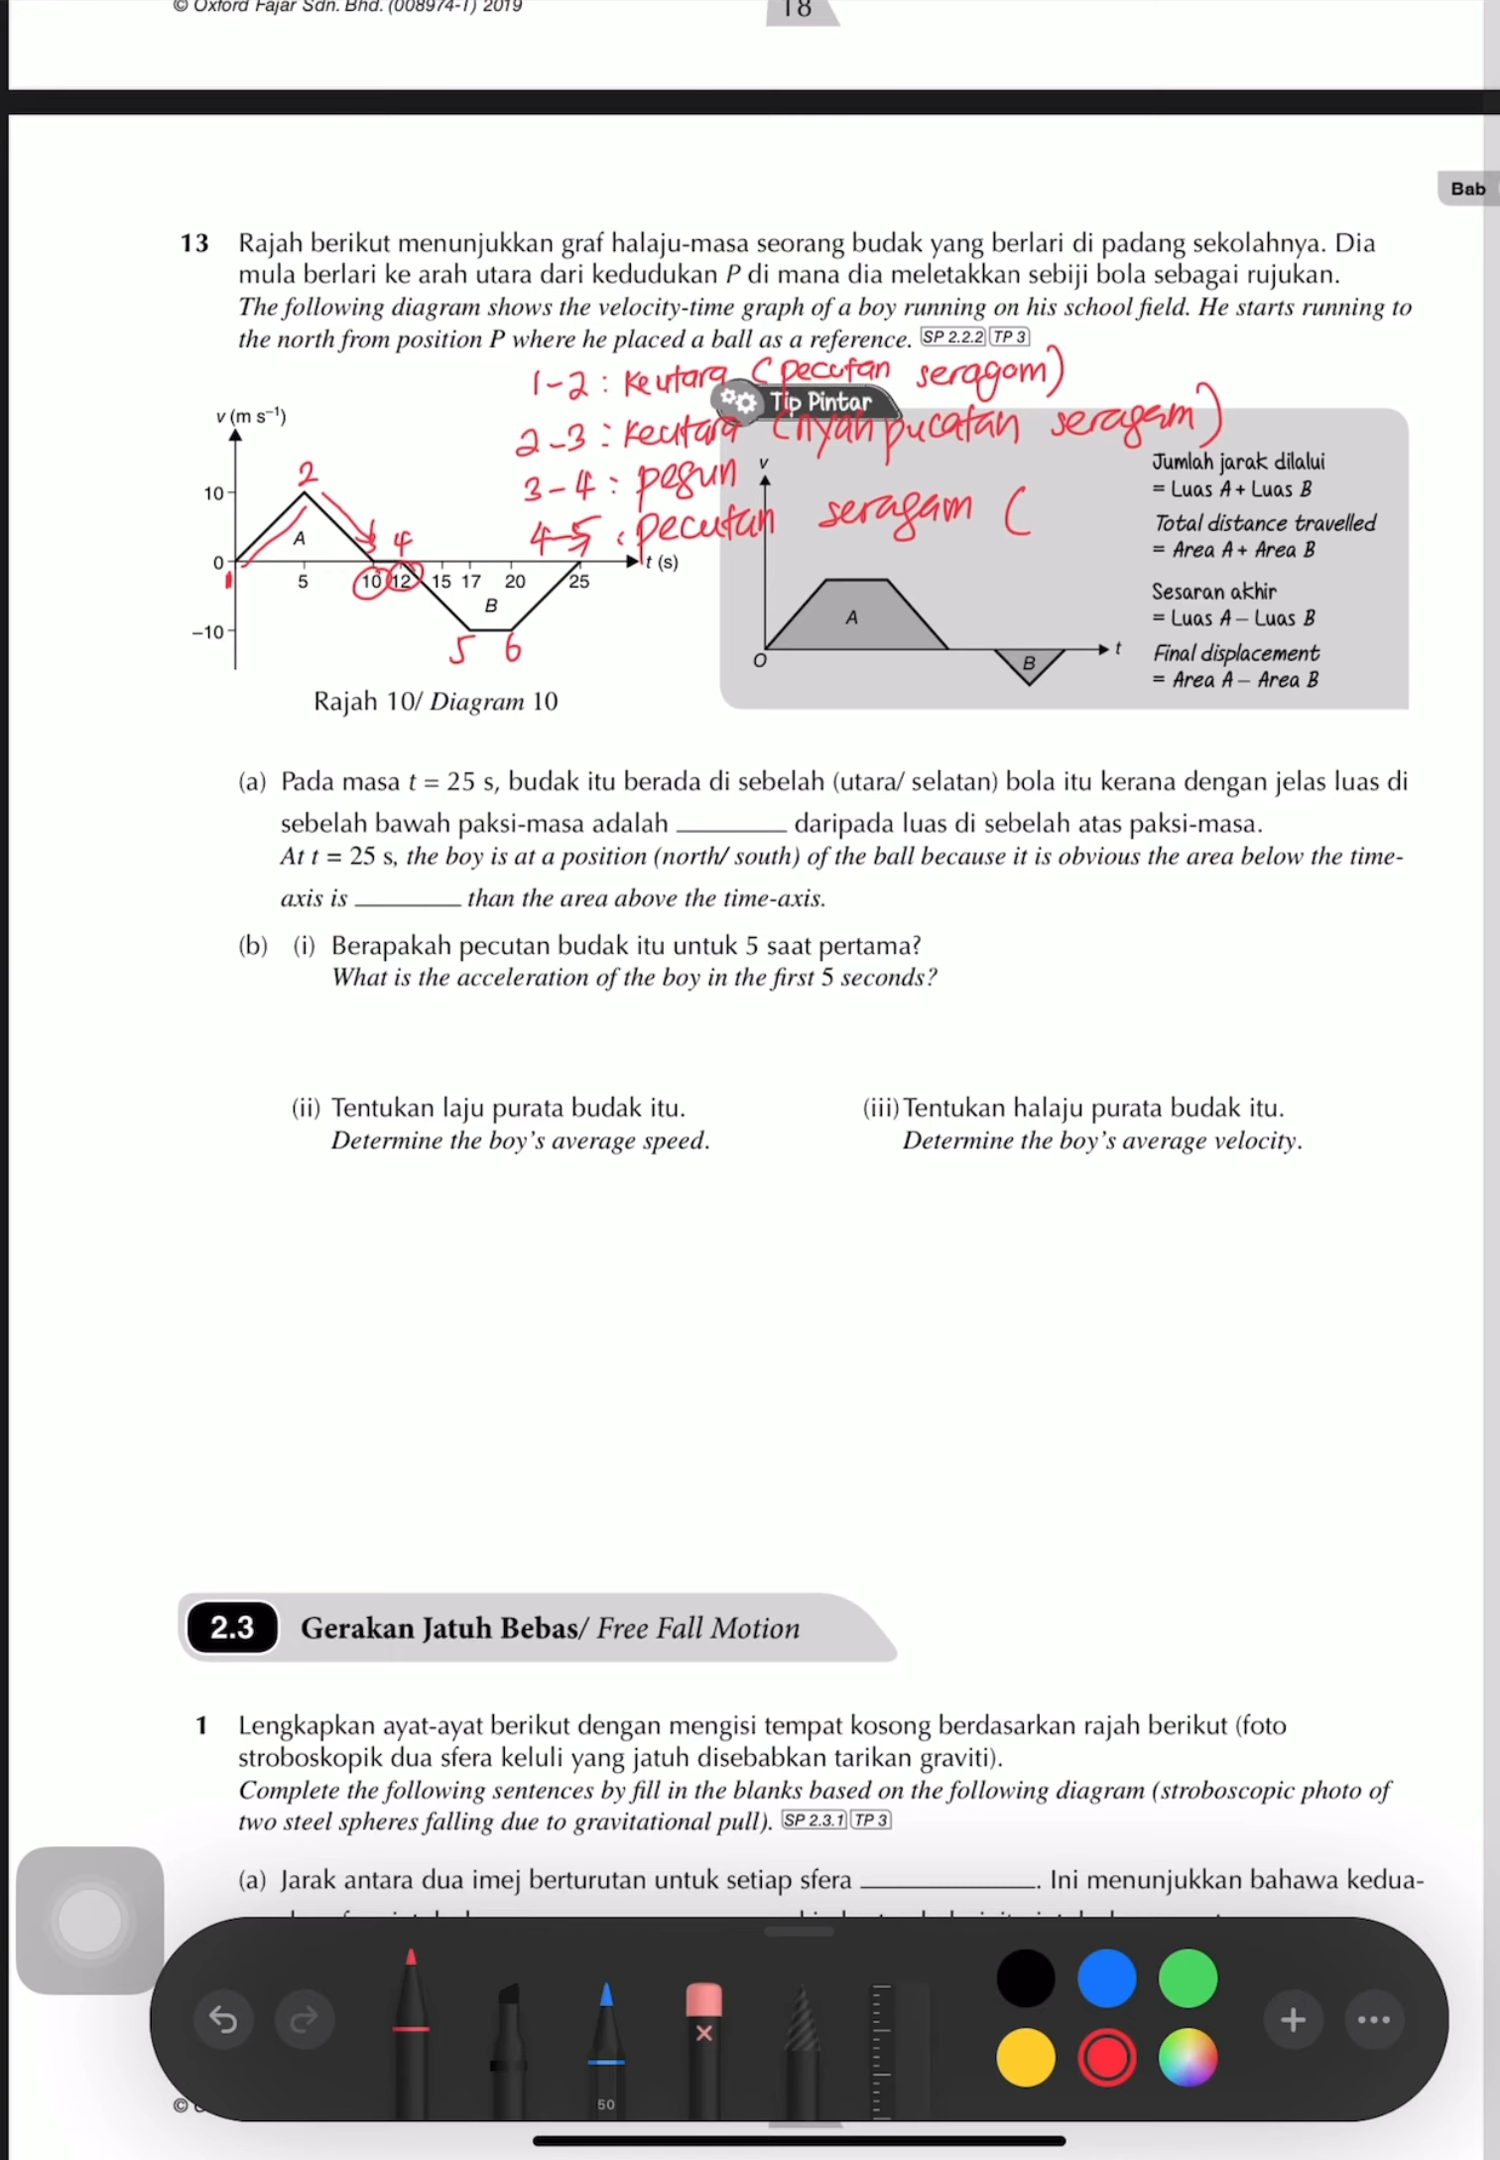 © Oxford Fajar Sdn. Bhd. (008974-T) 2019
18
Bab
13 Rajah berikut menunjukkan graf halaju-masa seorang budak yang berlari di padang sekolahnya. Dia
mula berlari ke arah utara dari kedudukan P di mana dia meletakkan sebiji bola sebagai rujukan.
The following diagram shows the velocity-time graph of a boy running on his school field. He starts running to
the north from position P where he placed a ball as a reference. SP 2.2.2 TP 3
1-2 : Keutara (pecutan seragam)
Tip Pintar
2-3 : Keutara (nyahpucatan seragam)
3-4 : pegun
4-5 : pecutan seragam (
v (m s⁻¹)
10
0
-10
5 10 12 15 17 20 25
t (s)
A
B
1
2
3
4
5 6
Rajah 10/ Diagram 10
v
O
A
B
t
Jumlah jarak dilalui
= Luas A + Luas B
Total distance travelled
= Area A + Area B
Sesaran akhir
= Luas A – Luas B
Final displacement
= Area A – Area B
(a) Pada masa t = 25 s, budak itu berada di sebelah (utara/ selatan) bola itu kerana dengan jelas luas di
sebelah bawah paksi-masa adalah ________ daripada luas di sebelah atas paksi-masa.
At t = 25 s, the boy is at a position (north/ south) of the ball because it is obvious the area below the time-
axis is ________ than the area above the time-axis.
(b) (i) Berapakah pecutan budak itu untuk 5 saat pertama?
What is the acceleration of the boy in the first 5 seconds?
(ii) Tentukan laju purata budak itu.
Determine the boy's average speed.
(iii) Tentukan halaju purata budak itu.
Determine the boy's average velocity.
2.3 Gerakan Jatuh Bebas/ Free Fall Motion
1 Lengkapkan ayat-ayat berikut dengan mengisi tempat kosong berdasarkan rajah berikut (foto
stroboskopik dua sfera keluli yang jatuh disebabkan tarikan graviti).
Complete the following sentences by fill in the blanks based on the following diagram (stroboscopic photo of
two steel spheres falling due to gravitational pull). SP 2.3.1 TP 3
(a) Jarak antara dua imej berturutan untuk setiap sfera ____________. Ini menunjukkan bahawa kedua-
50
©